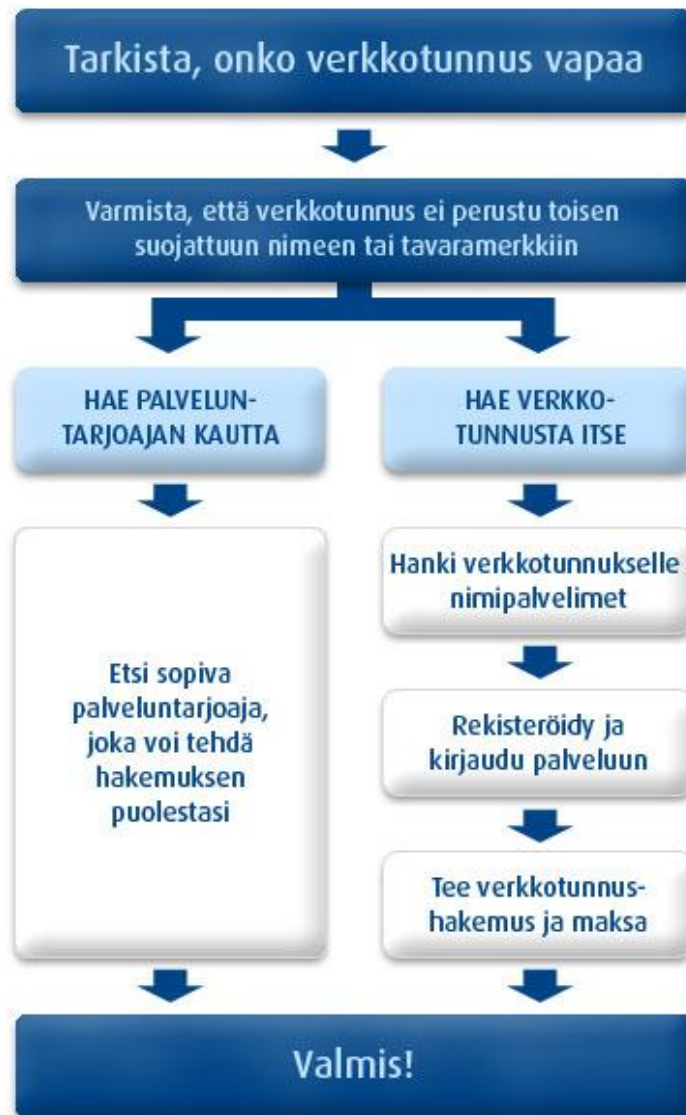 Tarkista, onko verkkotunnus vapaa
Varmista, että verkkotunnus ei perustu toisen
suojattuun nimeen tai tavaramerkkiin
HAE PALVELUN-
TARJOAJAN KAUTTA
Etsi sopiva
palveluntarjoaja,
joka voi tehdä
hakemuksen
puolestasi
HAE VERKKO-
TUNNUSTA ITSE
Hanki verkkotunnukselle
nimipalvelimet
Rekisteröidy ja
kirjaudu palveluun
Tee verkkotunnus-
hakemus ja maksa
Valmis!